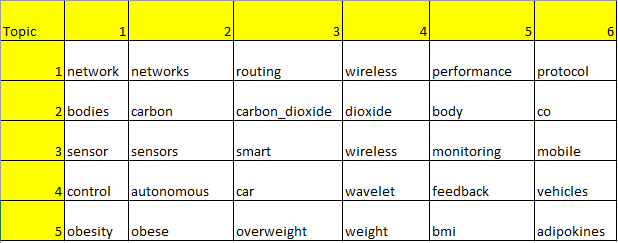 Topic 1 2 3 4 5 6
1 network networks routing wireless performance protocol
2 bodies carbon carbon_dioxide dioxide body co
3 sensor sensors smart wireless monitoring mobile
4 control autonomous car wavelet feedback vehicles
5 obesity obese overweight weight bmi adipokines